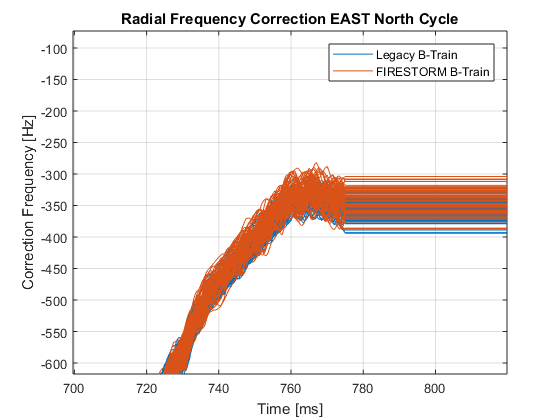 Radial Frequency Correction EAST North Cycle
Legacy B-Train
FIRESTORM B-Train
Correction Frequency [Hz]
-100
-150
-200
-250
-300
-350
-400
-450
-500
-550
-600
700 720 740 760 780 800
Time [ms]